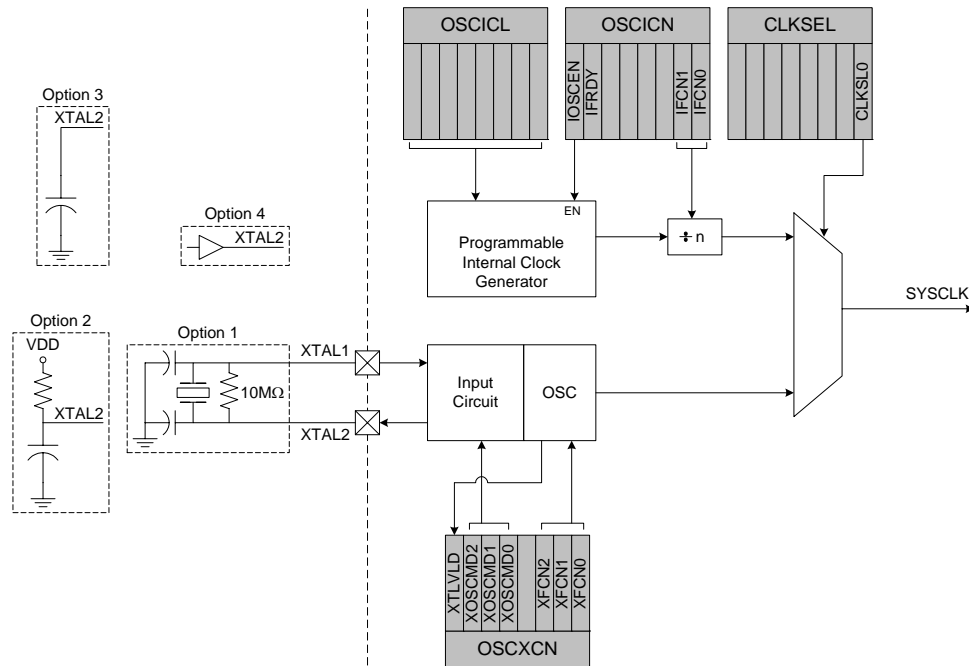 OSCICL
OSCICN
CLKSEL
IOSCEN
IFRDY
IFCN1
IFCN0
CLKSL0
Option 3
XTAL2
Option 4
XTAL2
EN
Programmable
Internal Clock
Generator
÷ n
SYSCLK
Option 2
VDD
XTAL2
Option 1
10MΩ
XTAL1
XTAL2
Input
Circuit
OSC
XTLVLD
XOSCMD2
XOSCMD1
XOSCMD0
XFCN2
XFCN1
XFCN0
OSCXCN